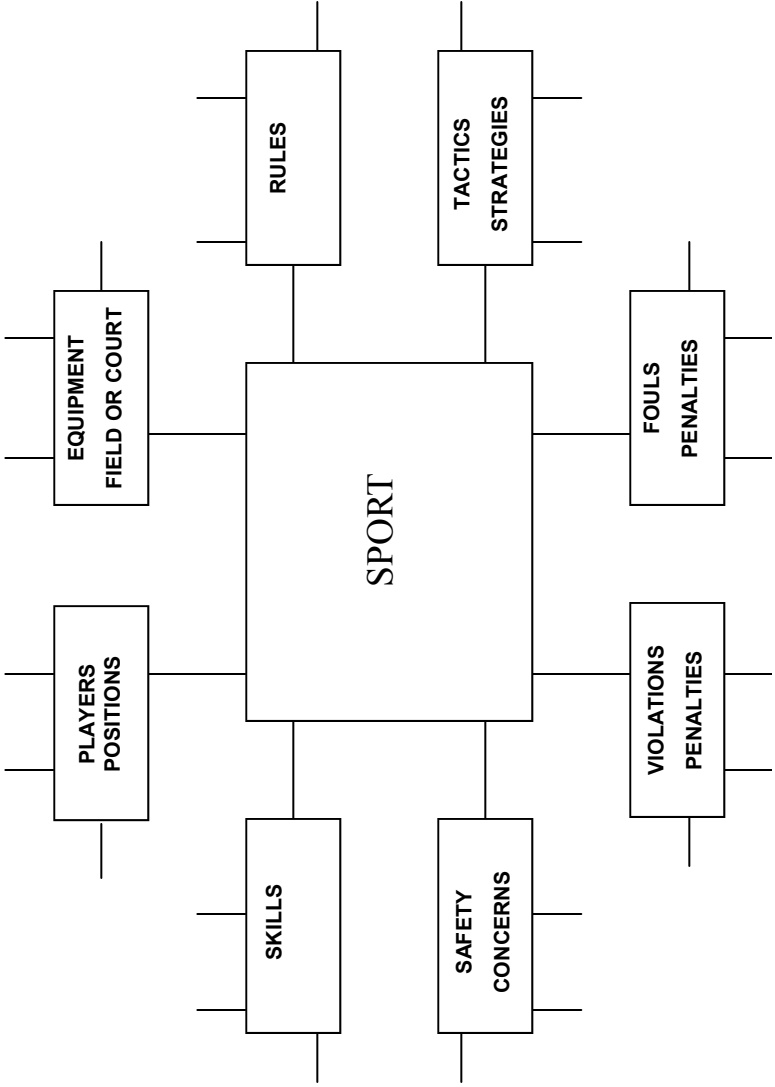 PLAYERS
POSITIONS
EQUIPMENT
FIELD OR COURT
SKILLS
RULES
SPORT
SAFETY
CONCERNS
TACTICS
STRATEGIES
VIOLATIONS
PENALTIES
FOULS
PENALTIES